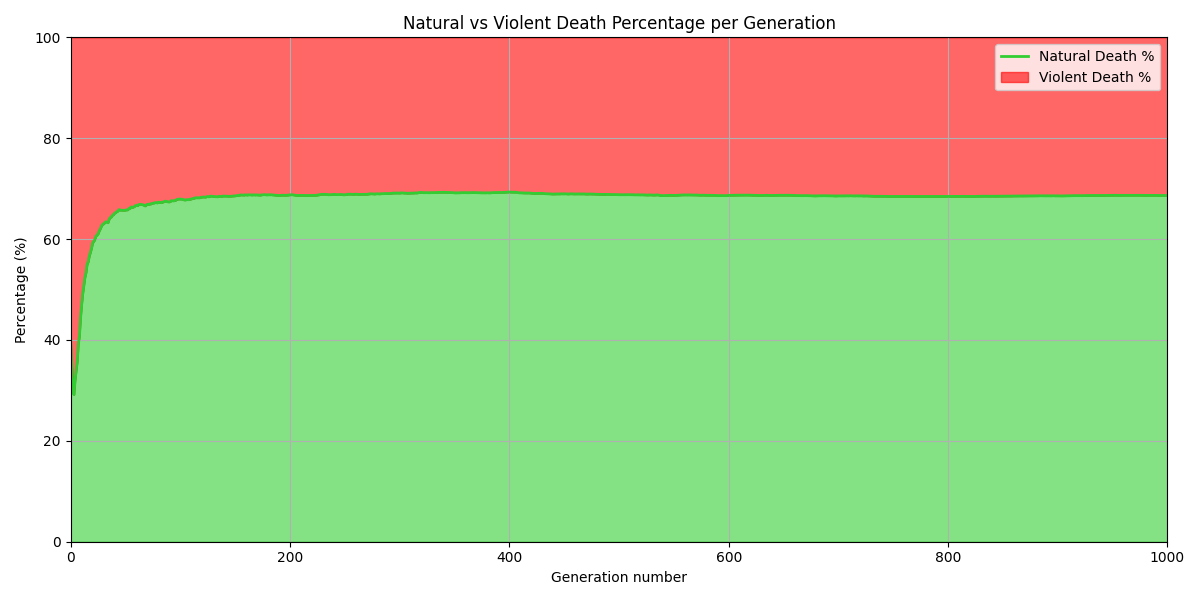 Natural vs Violent Death Percentage per Generation
Natural Death %
Violent Death %
Percentage (%)
100
80
60
40
20
0
0 200 400 600 800 1000
Generation number